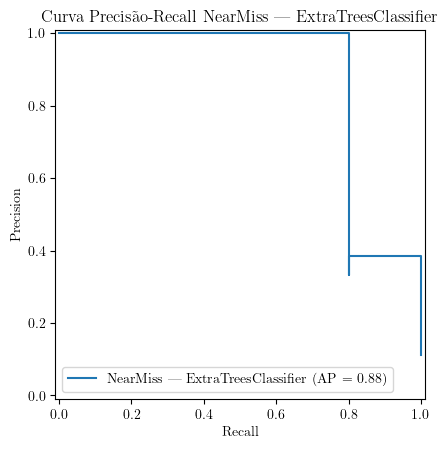 Curva Precisão-Recall NearMiss — ExtraTreesClassifier
1.0
0.8
0.6
0.4
0.2
0.0
Precision
NearMiss — ExtraTreesClassifier (AP = 0.88)
0.0 0.2 0.4 0.6 0.8 1.0
Recall